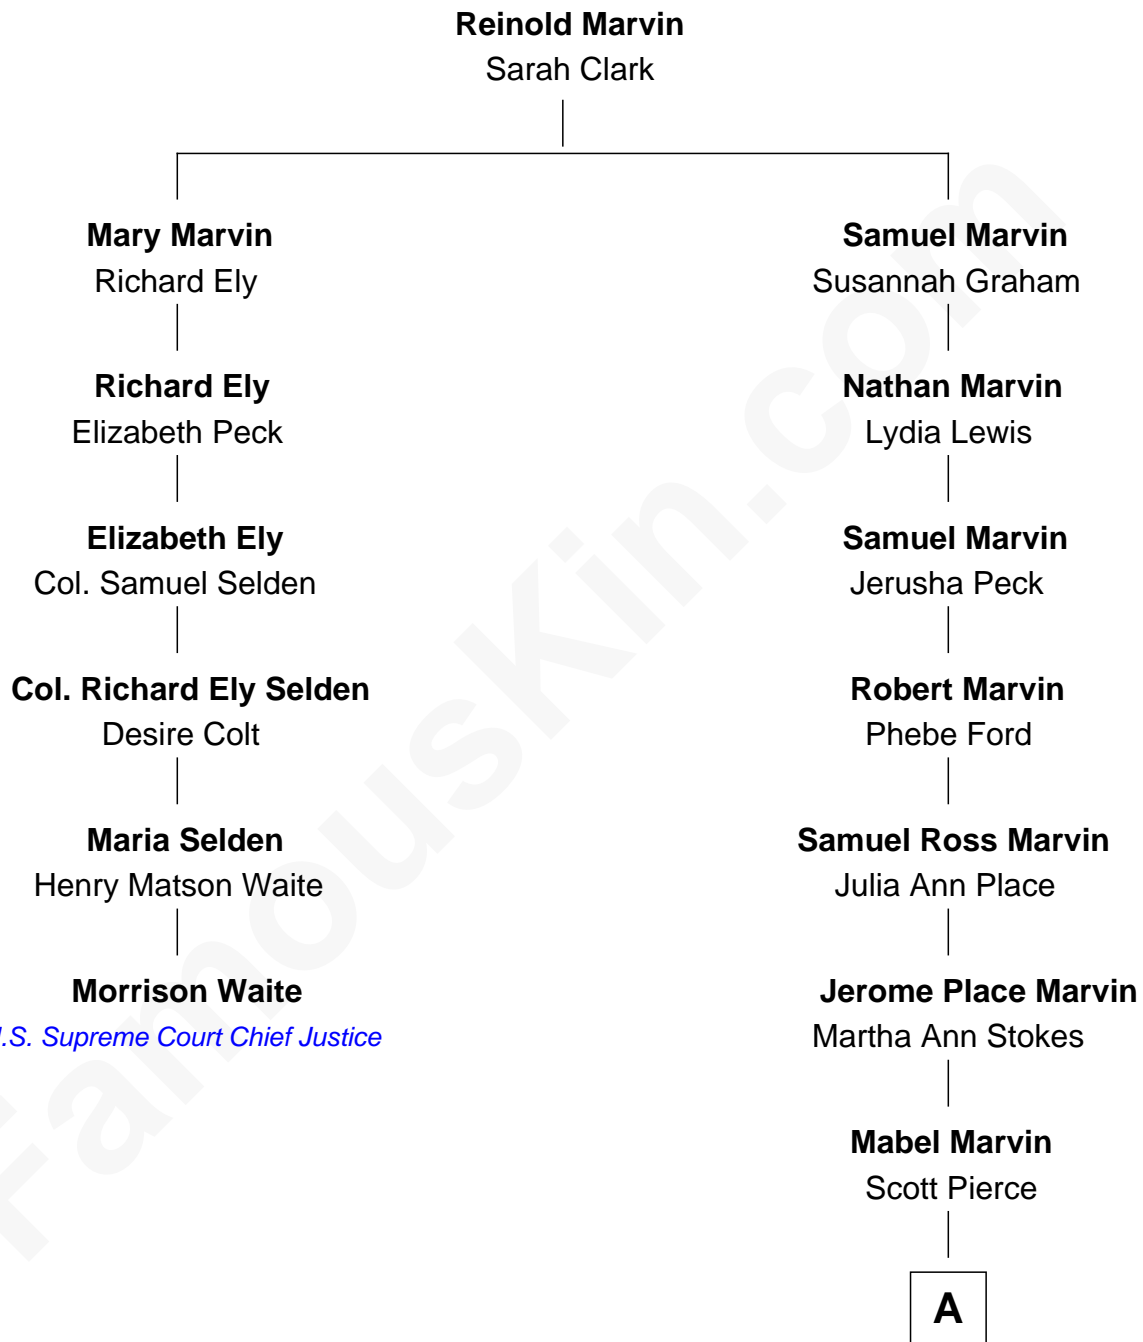 Reinold Marvin
Sarah Clark
Mary Marvin
Richard Ely
Samuel Marvin
Susannah Graham
Richard Ely
Elizabeth Peck
Nathan Marvin
Lydia Lewis
Elizabeth Ely
Col. Samuel Selden
Samuel Marvin
Jerusha Peck
Col. Richard Ely Selden
Desire Colt
Robert Marvin
Phebe Ford
Maria Selden
Henry Matson Waite
Samuel Ross Marvin
Julia Ann Place
Morrison Waite
.S. Supreme Court Chief Justice
Jerome Place Marvin
Martha Ann Stokes
Mabel Marvin
Scott Pierce
A
FamousKin.com